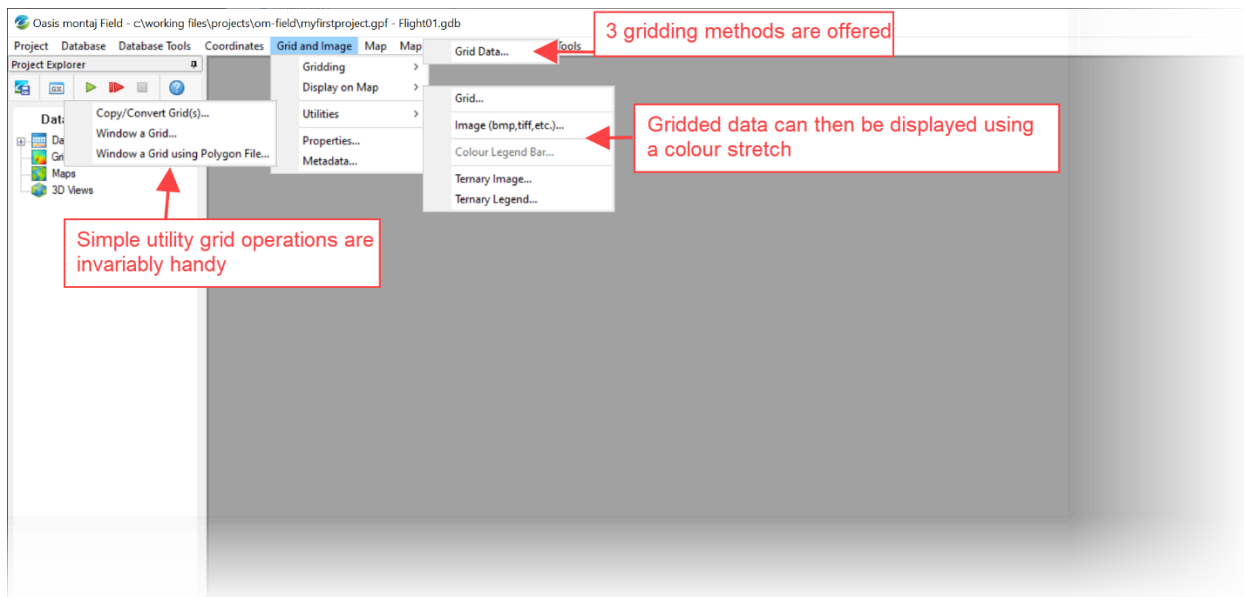 Oasis montaj Field - c:\working files\projects\om-field\myfirstproject.gpf - Flight01.gdb
Project Database Database Tools Coordinates Grid and Image Map Map Tools
3 gridding methods are offered
Project Explorer
Grid Data...
Gridding
Display on Map
Utilities
Properties...
Metadata...
Grid...
Image (bmp,tiff,etc.)...
Colour Legend Bar...
Ternary Image...
Ternary Legend...
Gridded data can then be displayed using
a colour stretch
GX
Copy/Convert Grid(s)...
Window a Grid...
Window a Grid using Polygon File...
Data
Da
Gri
Maps
3D Views
Simple utility grid operations are
invariably handy